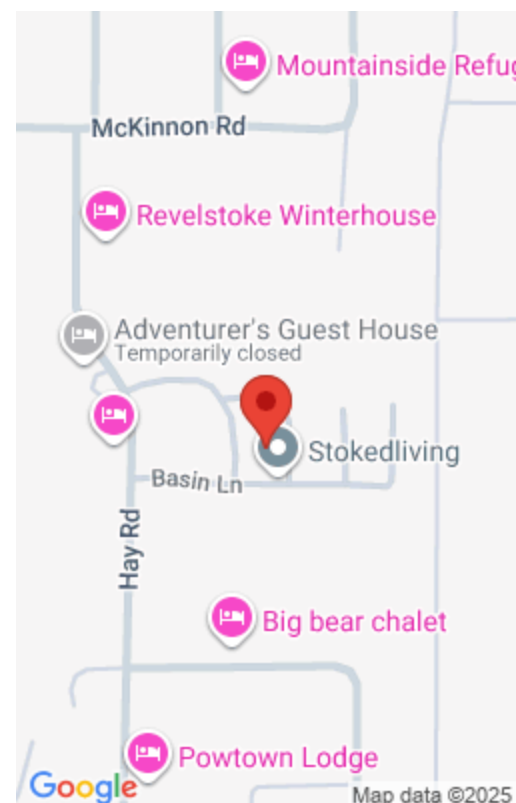 Mountainside Refug
McKinnon Rd
Revelstoke Winterhouse
Adventurer's Guest House
Temporarily closed
Stokedliving
Basin Ln
Hay Rd
Big bear chalet
Powtown Lodge
Google
Map data ©2025